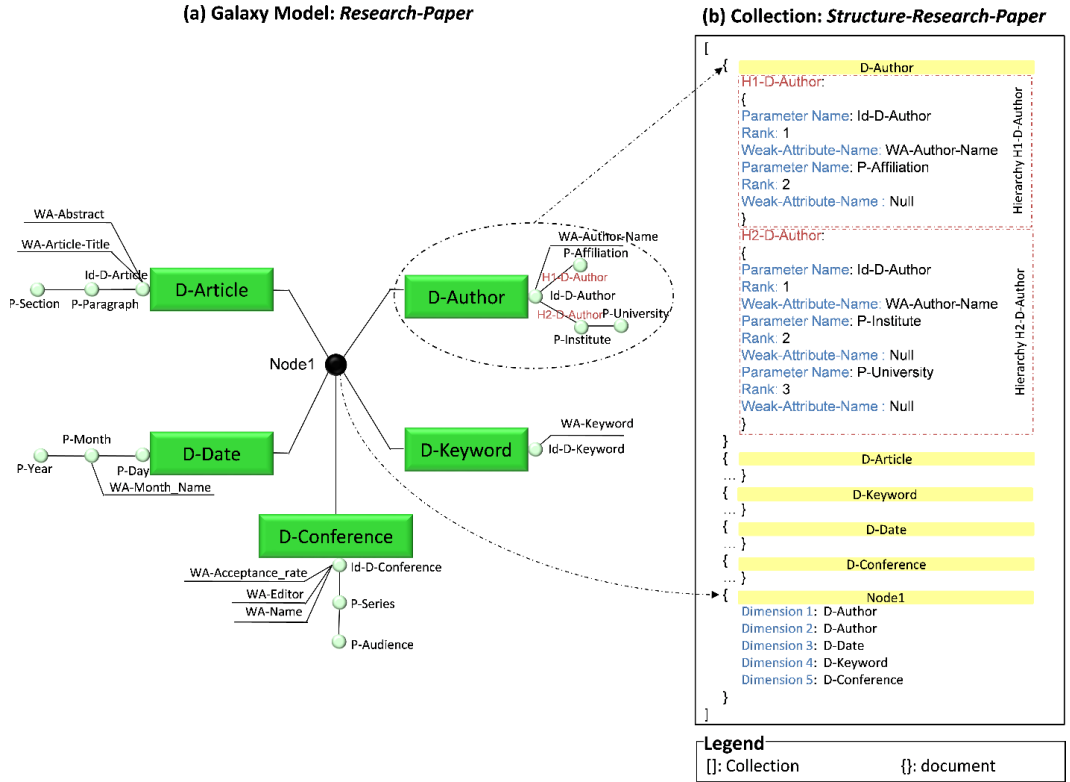 (a) Galaxy Model: Research-Paper
WA-Abstract
WA-Article-Title
Id-D-Article
P-Section
P-Paragraph
D-Article
WA-Author-Name
P-Affiliation
H1-D-Author
D-Author
Id-D-Author
H2-D-Author
P-University
P-Institute
Node1
P-Month
P-Year
P-Day
WA-Month_Name
D-Date
WA-Keyword
D-Keyword
Id-D-Keyword
D-Conference
WA-Acceptance_rate
Id-D-Conference
WA-Editor
WA-Name
P-Series
P-Audience
(b) Collection: Structure-Research-Paper
[
{ D-Author
H1-D-Author:
{
Parameter Name: Id-D-Author
Rank: 1
Weak-Attribute-Name: WA-Author-Name
Parameter Name: P-Affiliation
Rank: 2
Weak-Attribute-Name : Null
}
Hierarchy H1-D-Author
H2-D-Author:
{
Parameter Name: Id-D-Author
Rank: 1
Weak-Attribute-Name: WA-Author-Name
Parameter Name: P-Institute
Rank: 2
Weak-Attribute-Name : Null
Parameter Name: P-University
Rank: 3
Weak-Attribute-Name : Null
}
Hierarchy H2-D-Author
}
{ D-Article
... }
{ D-Keyword
... }
{ D-Date
... }
{ D-Conference
... }
{ Node1
Dimension 1: D-Author
Dimension 2: D-Author
Dimension 3: D-Date
Dimension 4: D-Keyword
Dimension 5: D-Conference
}
]
Legend
[]: Collection {}: document